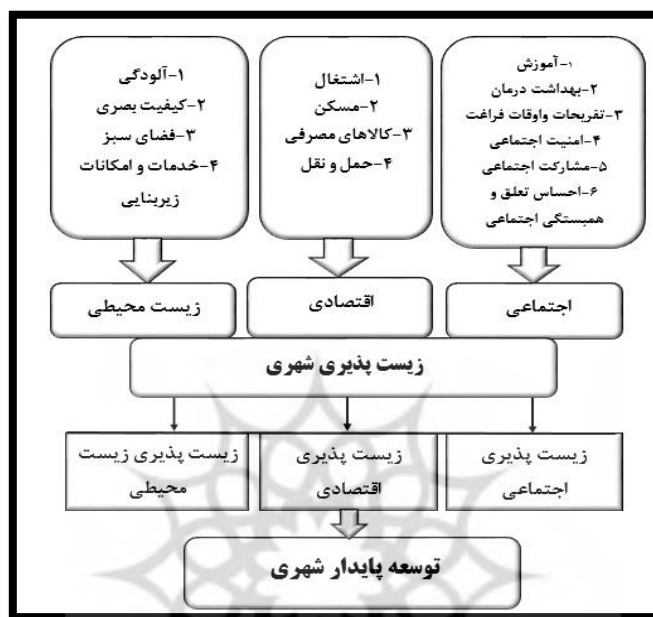 ۱-آموزش
۲-بهداشت درمان
۳-تفریحات واوقات فراغت
۴-امنیت اجتماعی
۵-مشارکت اجتماعی
۶-احساس تعلق و
همبستگی اجتماعی
۱-اشتغال
۲-مسکن
۳-کالاهای مصرفی
۴-حمل و نقل
۱-آلودگی
۲-کیفیت بصری
۳-فضای سبز
۴-خدمات و امکانات
زیربنایی
اجتماعی
اقتصادی
زیست محیطی
زیست پذیری شهری
زیست پذیری
اجتماعی
زیست پذیری
اقتصادی
زیست پذیری زیست
محیطی
توسعه پایدار شهری